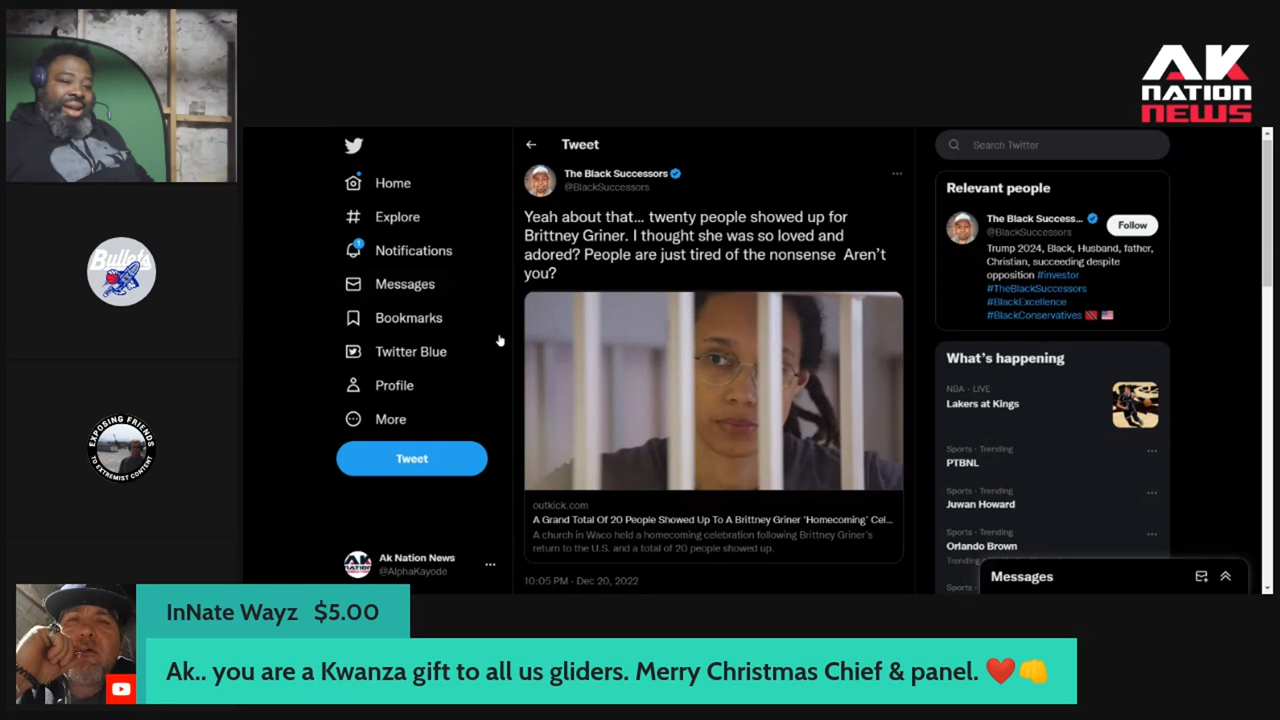 AK
NATION
NEWS
Bullets
EXPOSING FRIENDS
TO EXTREMIST CONTENT
Home
Explore
1
Notifications
Messages
Bookmarks
Twitter Blue
Profile
More
Tweet
Ak Nation News
@AlphaKayode
Tweet
The Black Successors
@BlackSuccessors
Yeah about that... twenty people showed up for
Brittney Griner. I thought she was so loved and
adored? People are just tired of the nonsense Aren't
you?
outkick.com
A Grand Total Of 20 People Showed Up To A Brittney Griner 'Homecoming' Cel...
A church in Waco held a homecoming celebration following Brittney Griner's
return to the U.S. and a total of 20 people showed up.
10:05 PM · Dec 20, 2022
Search Twitter
Relevant people
The Black Success...
@BlackSuccessors
Follow
Trump 2024, Black, Husband, father,
Christian, succeeding despite
opposition #investor
#TheBlackSuccessors
#BlackExcellence
#BlackConservatives
What's happening
NBA · LIVE
Lakers at Kings
Sports · Trending
PTBNL
Sports · Trending
Juwan Howard
Sports · Trending
Orlando Brown
Trending
Messages
InNate Wayz $5.00
Ak.. you are a Kwanza gift to all us gliders. Merry Christmas Chief & panel. ❤️👊